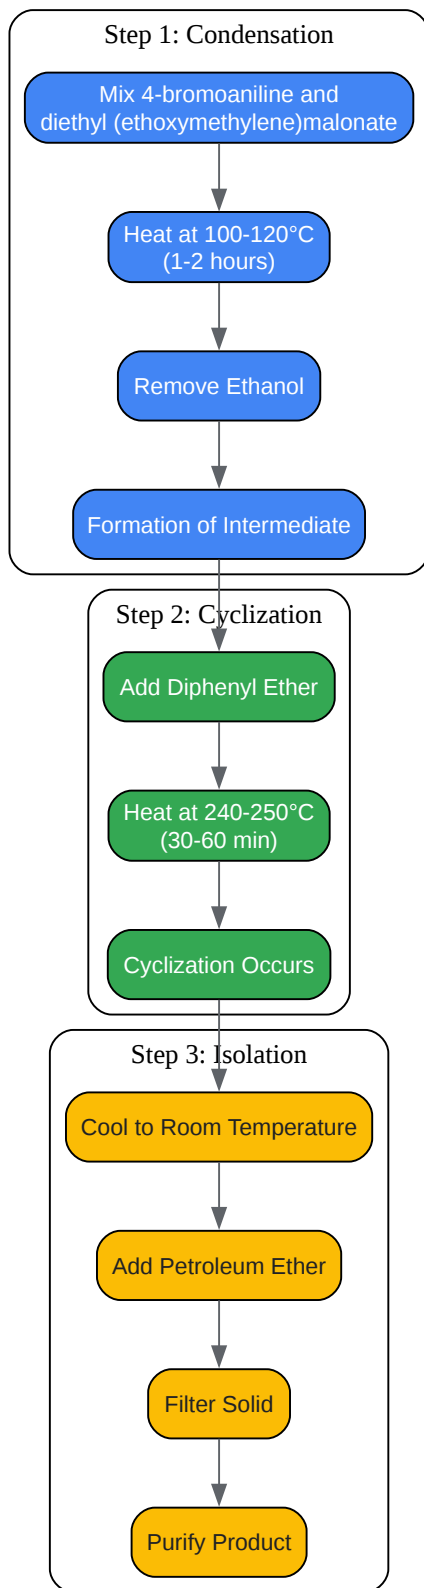 Step 1: Condensation
Mix 4-bromoaniline and
diethyl (ethoxymethylene)malonate
Heat at 100-120°C
(1-2 hours)
Remove Ethanol
Formation of Intermediate
Step 2: Cyclization
Add Diphenyl Ether
Heat at 240-250°C
(30-60 min)
Cyclization Occurs
Step 3: Isolation
Cool to Room Temperature
Add Petroleum Ether
Filter Solid
Purify Product